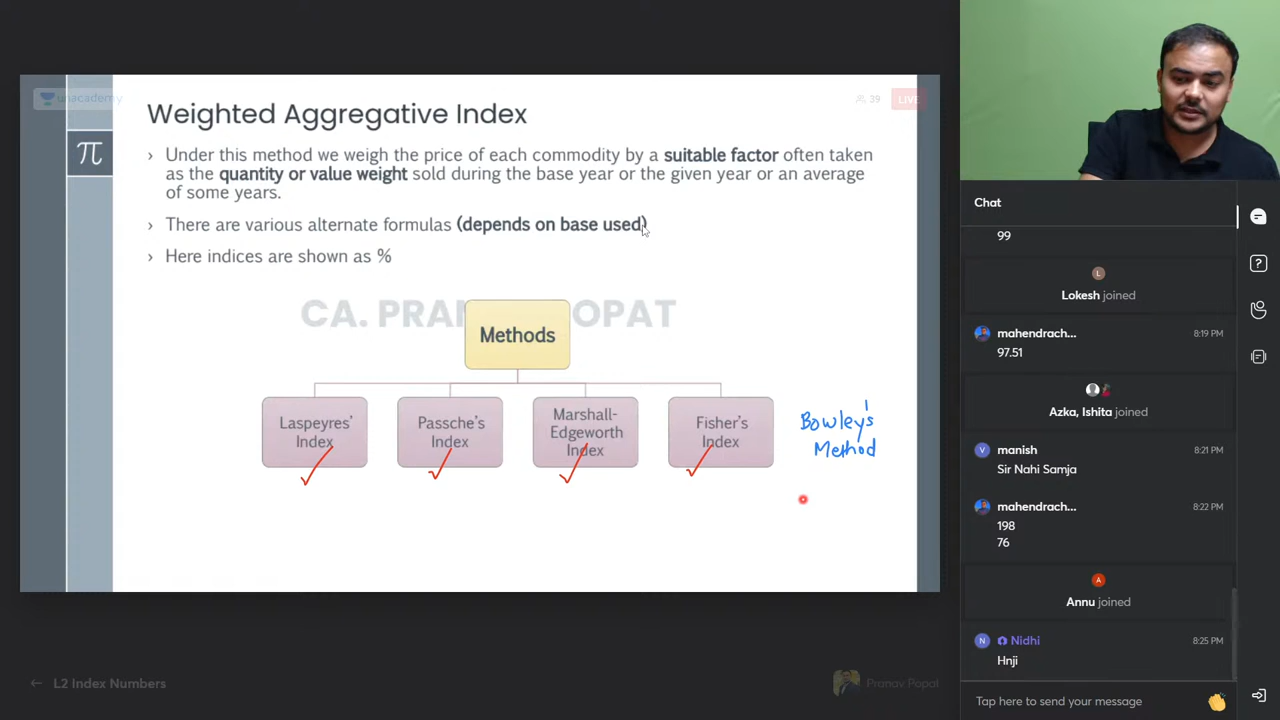 unacademy
39
LIVE
Weighted Aggregative Index
π
› Under this method we weigh the price of each commodity by a suitable factor often taken
as the quantity or value weight sold during the base year or the given year or an average
of some years.
› There are various alternate formulas (depends on base used)
› Here indices are shown as %
CA. PRAN POPAT
Methods
Laspeyres'
Index
Passche's
Index
Marshall-
Edgeworth
Index
Fisher's
Index
Bowley's
Method
L2 Index Numbers
Pranav Popat
Chat
99
L
Lokesh joined
mahendrach...
8:19 PM
97.51
Azka, Ishita joined
V
manish
8:21 PM
Sir Nahi Samja
mahendrach...
8:22 PM
198
76
A
Annu joined
N
Nidhi
8:25 PM
Hnji
Tap here to send your message